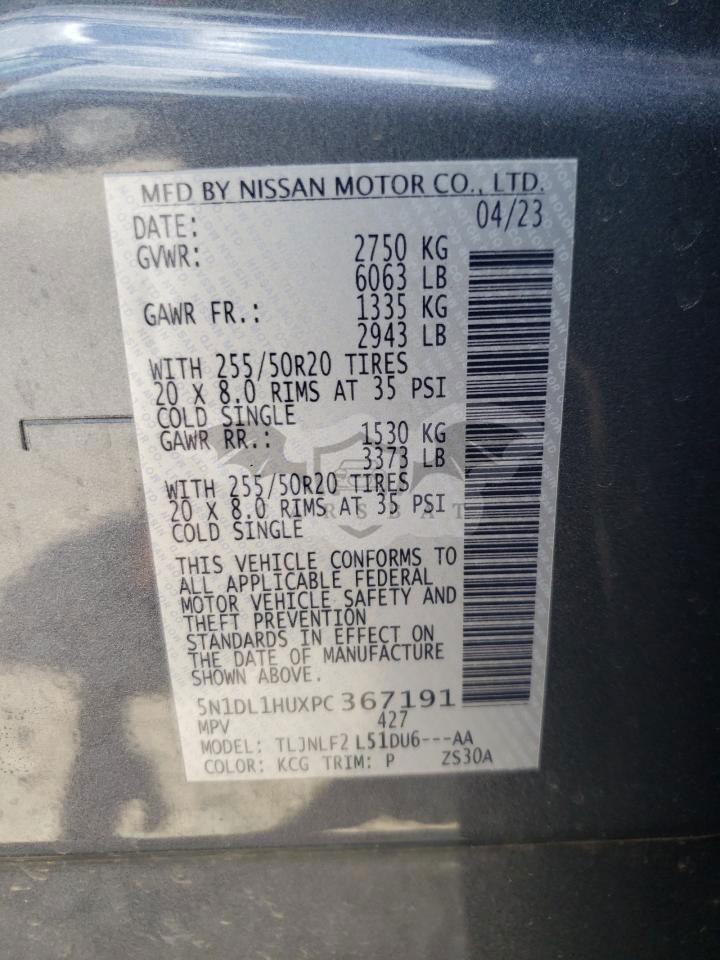 MFD BY NISSAN MOTOR CO., LTD.
DATE: 04/23
GVWR: 2750 KG
6063 LB
GAWR FR.: 1335 KG
2943 LB
WITH 255/50R20 TIRES
20 X 8.0 RIMS AT 35 PSI
COLD SINGLE
GAWR RR.: 1530 KG
3373 LB
WITH 255/50R20 TIRES
20 X 8.0 RIMS AT 35 PSI
COLD SINGLE
THIS VEHICLE CONFORMS TO
ALL APPLICABLE FEDERAL
MOTOR VEHICLE SAFETY AND
THEFT PREVENTION
STANDARDS IN EFFECT ON
THE DATE OF MANUFACTURE
SHOWN ABOVE.
5N1DL1HUXPC367191
MPV 427
MODEL: TLJNLF2 L51DU6---AA
COLOR: KCG TRIM: P ZS30A